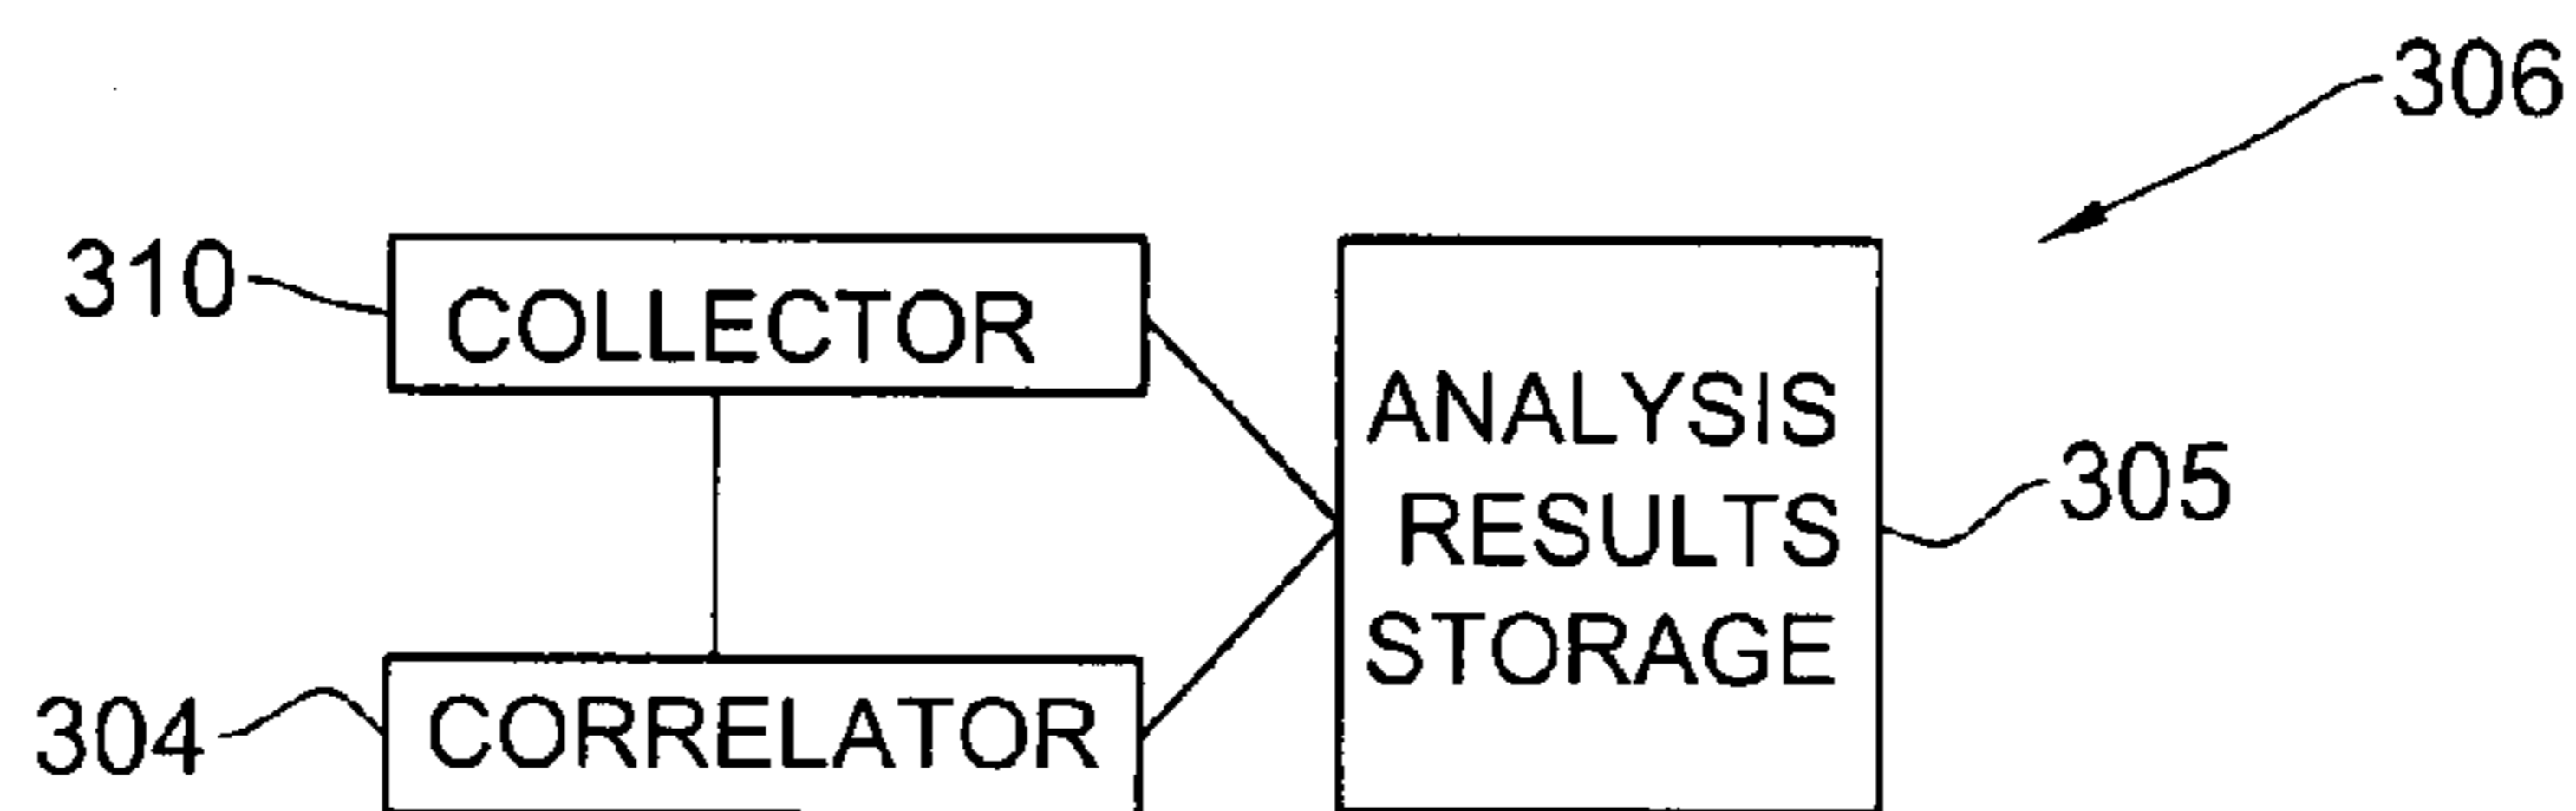 306
310
COLLECTOR
ANALYSIS
RESULTS
STORAGE
305
304
CORRELATOR